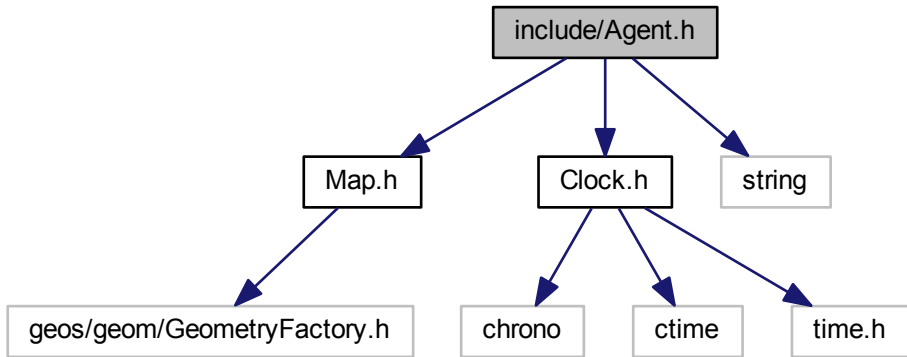 include/Agent.h
Map.h
Clock.h
string
geos/geom/GeometryFactory.h
chrono
ctime
time.h